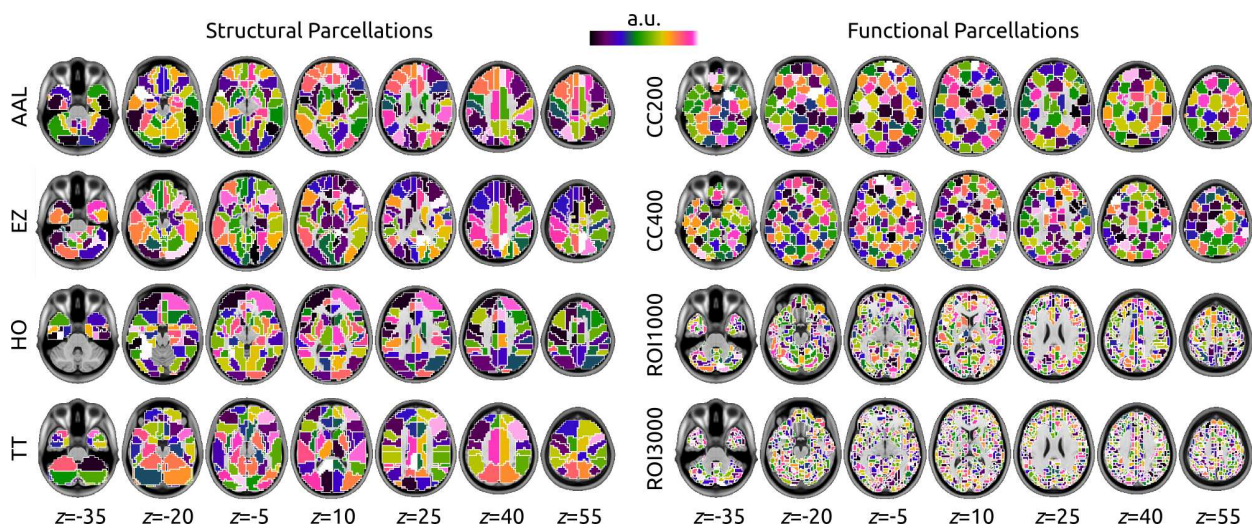 Structural Parcellations
a.u.
Functional Parcellations
AAL
EZ
HO
TT
CC200
CC400
ROI1000
ROI3000
z=-35 z=-20 z=-5 z=10 z=25 z=40 z=55
z=-35 z=-20 z=-5 z=10 z=25 z=40 z=55